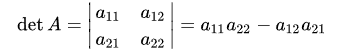 det A = | a₁₁ a₁₂ | = a₁₁a₂₂ − a₁₂a₂₁
| a₂₁ a₂₂ |